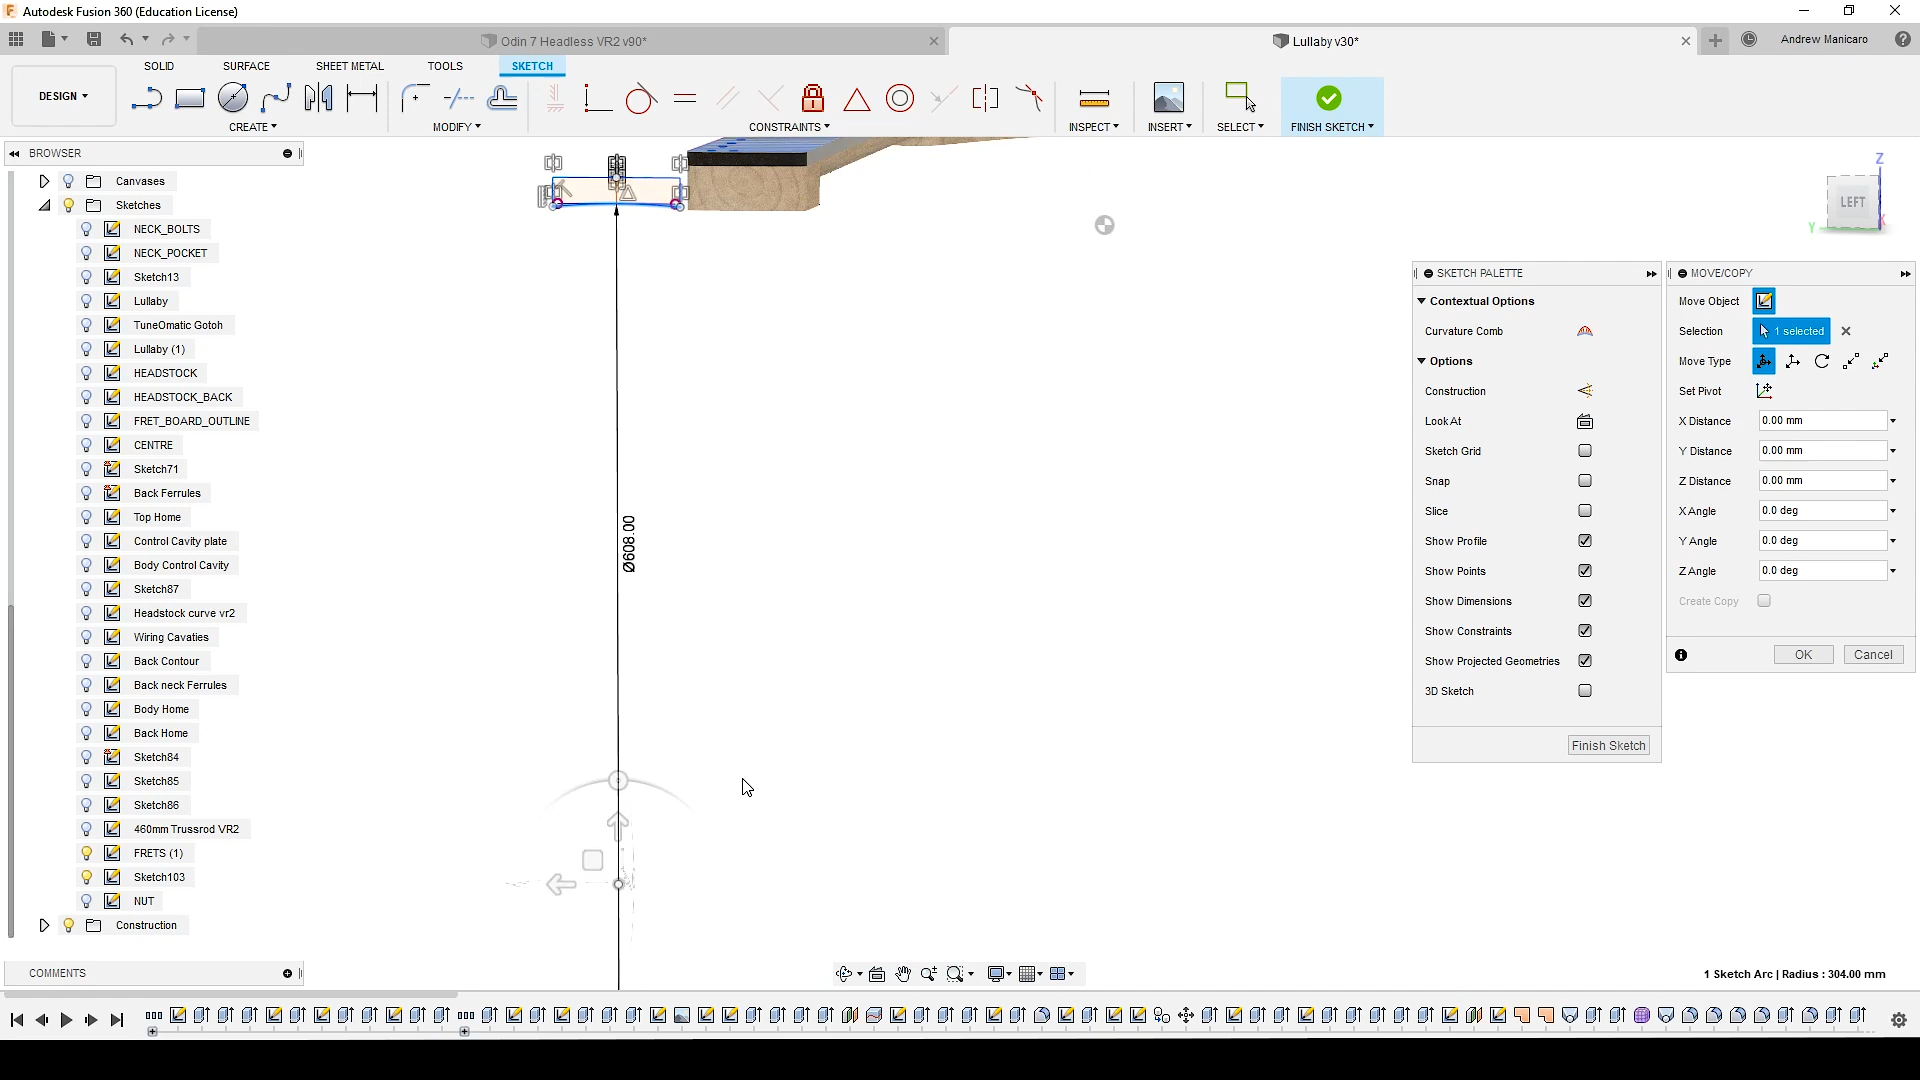 Autodesk Fusion 360 (Education License)
Odin 7 Headless VR2 v90*
Lullaby v30*
Andrew Manicaro
SOLID
SURFACE
SHEET METAL
TOOLS
SKETCH
DESIGN
CREATE
MODIFY
CONSTRAINTS
INSPECT
INSERT
SELECT
FINISH SKETCH
BROWSER
Canvases
Sketches
NECK_BOLTS
NECK_POCKET
Sketch13
Lullaby
TuneOmatic Gotoh
Lullaby (1)
HEADSTOCK
HEADSTOCK_BACK
FRET_BOARD_OUTLINE
CENTRE
Sketch71
Back Ferrules
Top Home
Control Cavity plate
Body Control Cavity
Sketch87
Headstock curve vr2
Wiring Cavaties
Back Contour
Back neck Ferrules
Body Home
Back Home
Sketch84
Sketch85
Sketch86
460mm Trussrod VR2
FRETS (1)
Sketch103
NUT
Construction
COMMENTS
Ø608.00
Z
LEFT
Y
X
SKETCH PALETTE
Contextual Options
Curvature Comb
Options
Construction
Look At
Sketch Grid
Snap
Slice
Show Profile
Show Points
Show Dimensions
Show Constraints
Show Projected Geometries
3D Sketch
Finish Sketch
MOVE/COPY
Move Object
Selection
1 selected
Move Type
Set Pivot
X Distance
0.00 mm
Y Distance
0.00 mm
Z Distance
0.00 mm
X Angle
0.0 deg
Y Angle
0.0 deg
Z Angle
0.0 deg
Create Copy
OK
Cancel
1 Sketch Arc | Radius : 304.00 mm